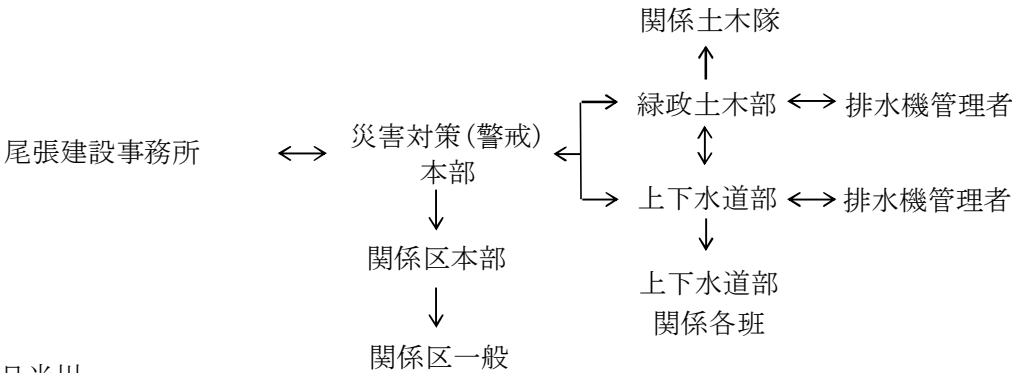 関係土木隊
緑政土木部
排水機管理者
尾張建設事務所
災害対策(警戒)
本部
上下水道部
排水機管理者
関係区本部
上下水道部
関係各班
関係区一般